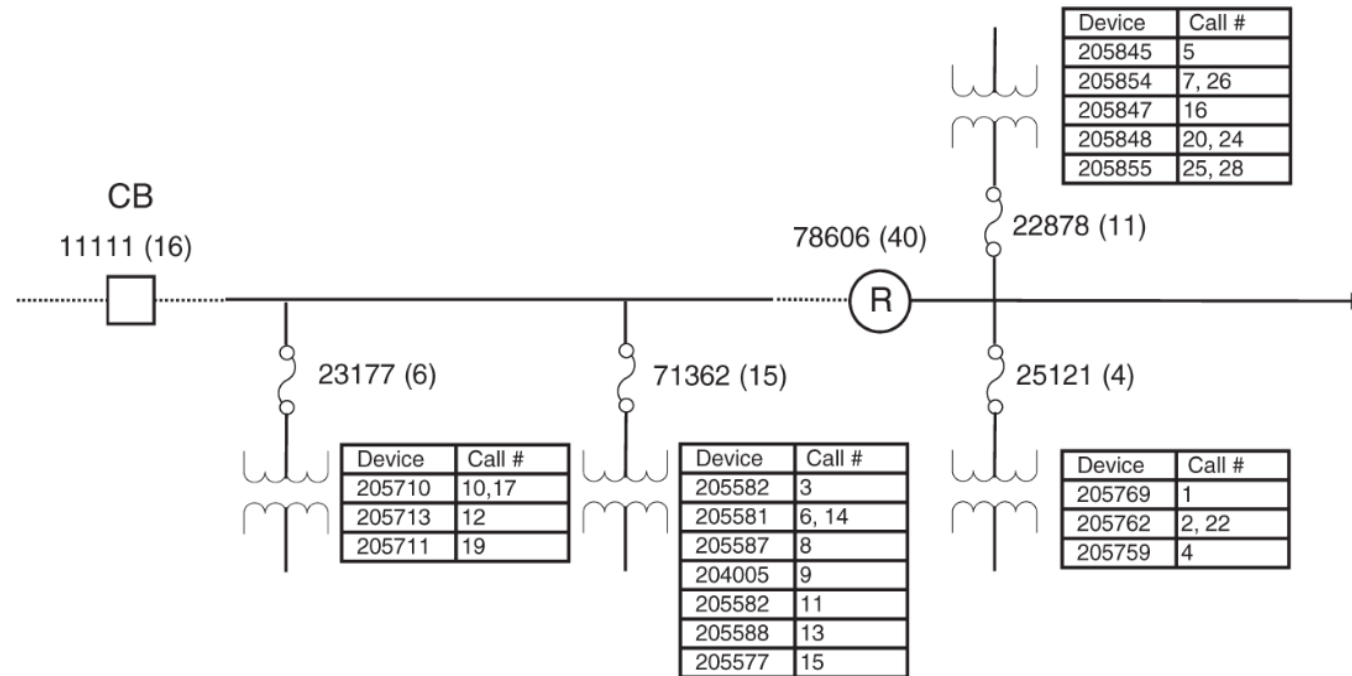 Device Call #
205845 5
205854 7, 26
205847 16
205848 20, 24
205855 25, 28
CB
11111 (16)
78606 (40)
R
22878 (11)
23177 (6)
71362 (15)
25121 (4)
Device Call #
205710 10,17
205713 12
205711 19
Device Call #
205582 3
205581 6, 14
205587 8
204005 9
205582 11
205588 13
205577 15
Device Call #
205769 1
205762 2, 22
205759 4